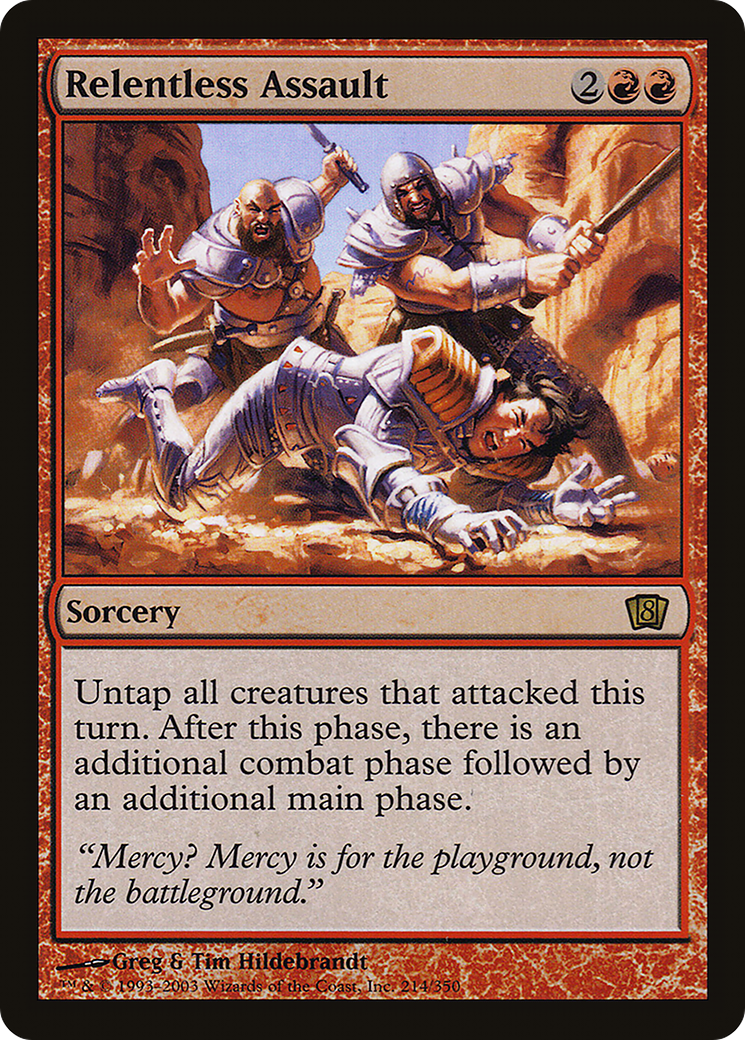 Relentless Assault 2
Sorcery 8
Untap all creatures that attacked this
turn. After this phase, there is an
additional combat phase followed by
an additional main phase.
“Mercy? Mercy is for the playground, not
the battleground.”
Greg & Tim Hildebrandt
™ & © 1993–2003 Wizards of the Coast, Inc. 214/350